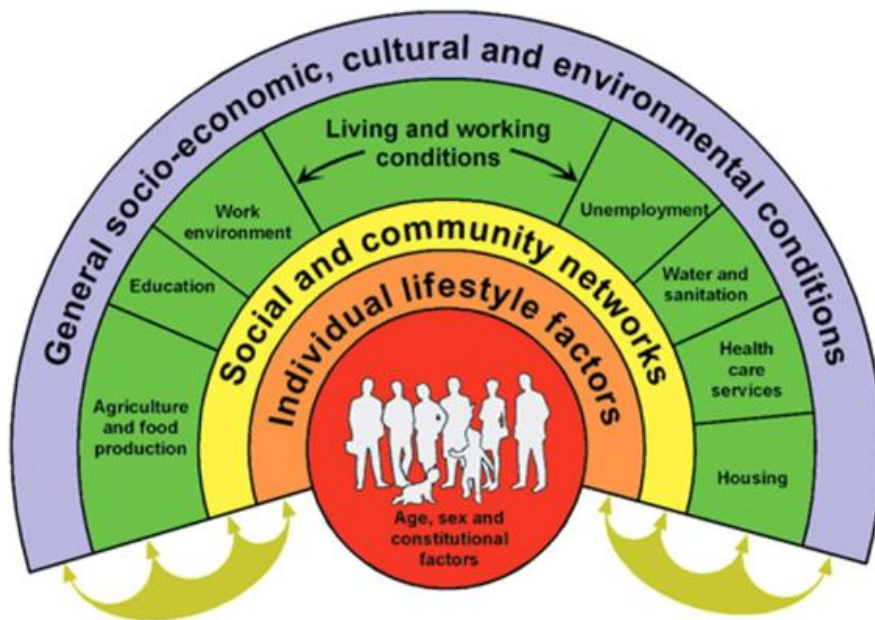 General socio-economic, cultural and environmental conditions
Living and working
conditions
Work
environment
Education
Agriculture
and food
production
Unemployment
Water and
sanitation
Health
care
services
Housing
Social and community networks
Individual lifestyle factors
Age, sex and
constitutional
factors